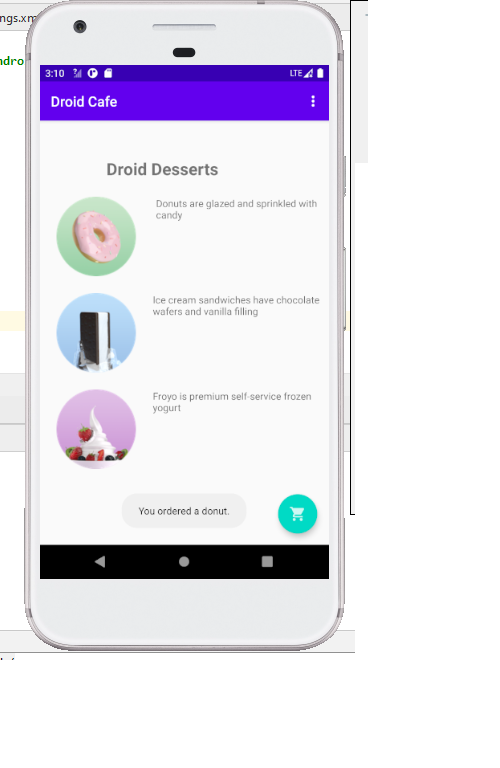 ngs.xm
ndro
3:10
LTE
Droid Cafe
Droid Desserts
Donuts are glazed and sprinkled with
candy
Ice cream sandwiches have chocolate
wafers and vanilla filling
Froyo is premium self-service frozen
yogurt
You ordered a donut.